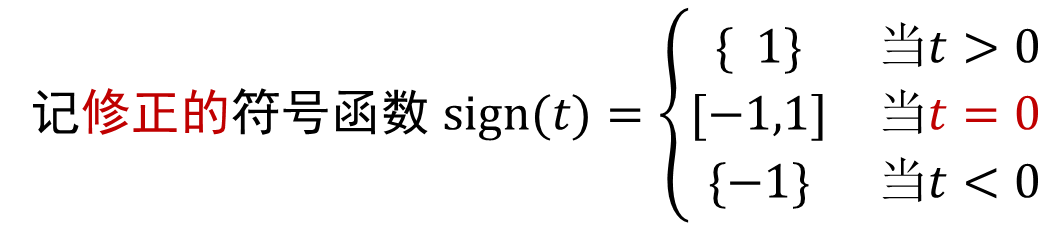 { 1} 当t > 0
记修正的符号函数 sign(t) = { [−1,1] 当t = 0
{−1} 当t < 0